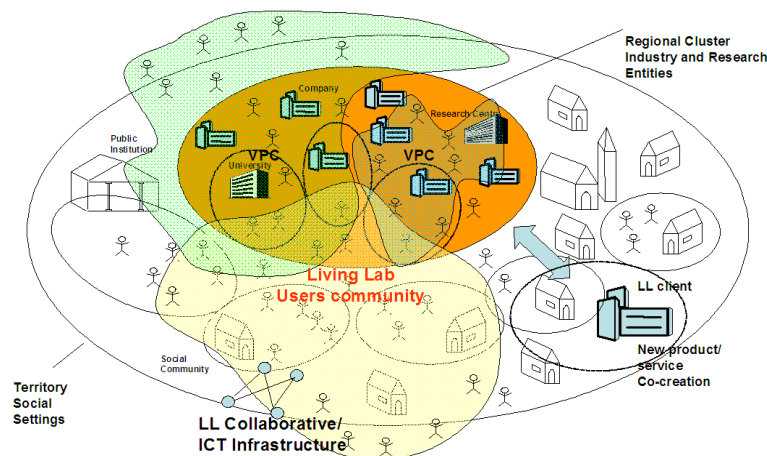 Regional Cluster
Industry and Research
Entities
Company
Research Centre
Public
Institution
VPC
University
VPC
Living Lab
Users community
LL client
New product/
service
Co-creation
Social
Community
Territory
Social
Settings
LL Collaborative/
ICT Infrastructure